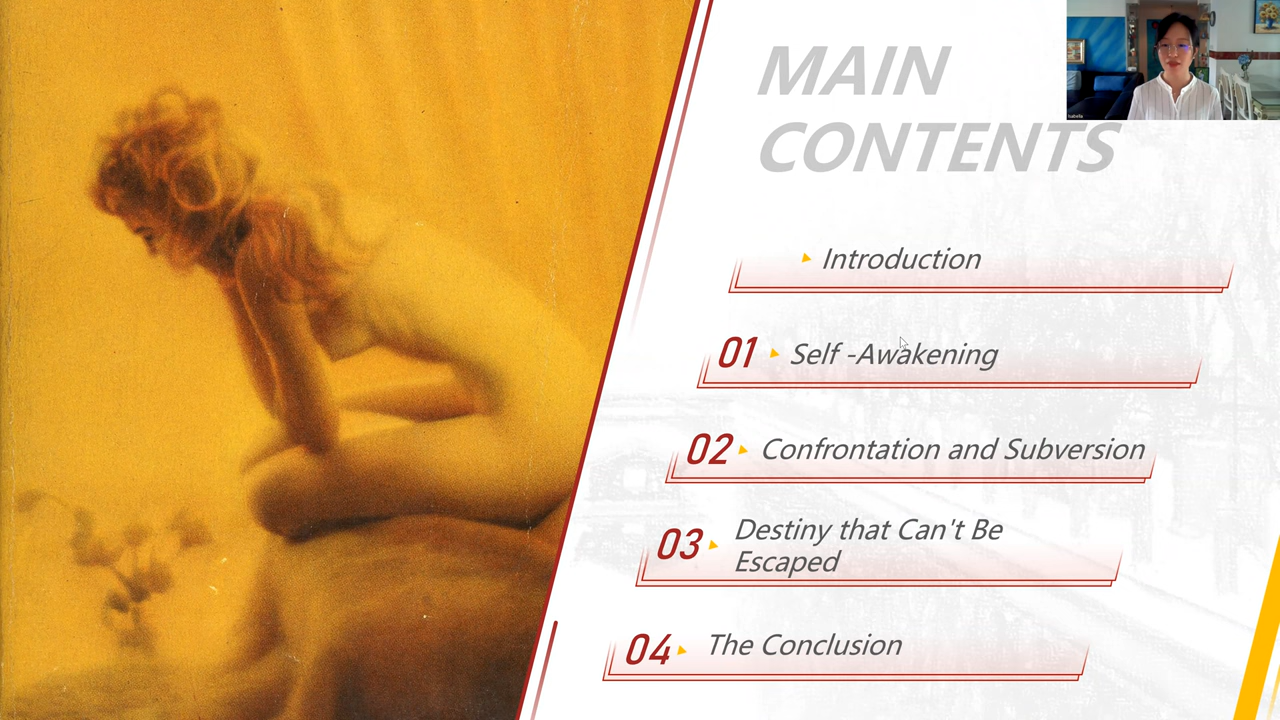 MAIN
CONTENTS
Introduction
01 Self -Awakening
02 Confrontation and Subversion
03 Destiny that Can't Be
Escaped
04 The Conclusion
Isabella